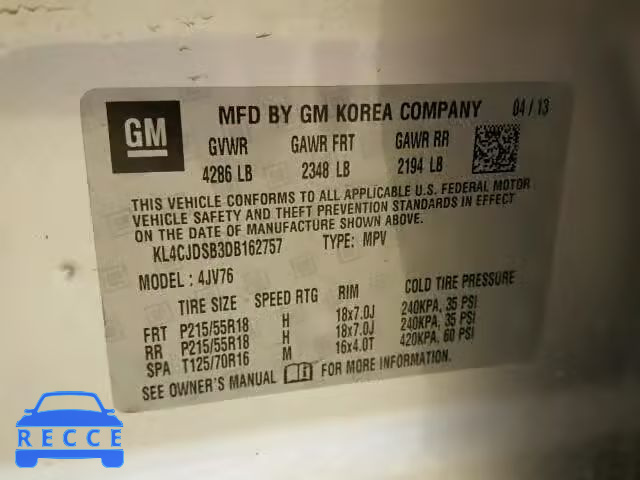 GM
MFD BY GM KOREA COMPANY 04/13
GVWR GAWR FRT GAWR RR
4286 LB 2348 LB 2194 LB
THIS VEHICLE CONFORMS TO ALL APPLICABLE U.S. FEDERAL MOTOR
VEHICLE SAFETY AND THEFT PREVENTION STANDARDS IN EFFECT
ON THE DATE OF MANUFACTURE SHOWN ABOVE.
KL4CJDSB3DB162757 TYPE: MPV
MODEL: 4JV76
TIRE SIZE SPEED RTG RIM COLD TIRE PRESSURE
FRT P215/55R18 H 18x7.0J 240KPA, 35 PSI
RR P215/55R18 H 18x7.0J 240KPA, 35 PSI
SPA T125/70R16 M 16x4.0T 420KPA, 60 PSI
SEE OWNER'S MANUAL FOR MORE INFORMATION.
RECCE